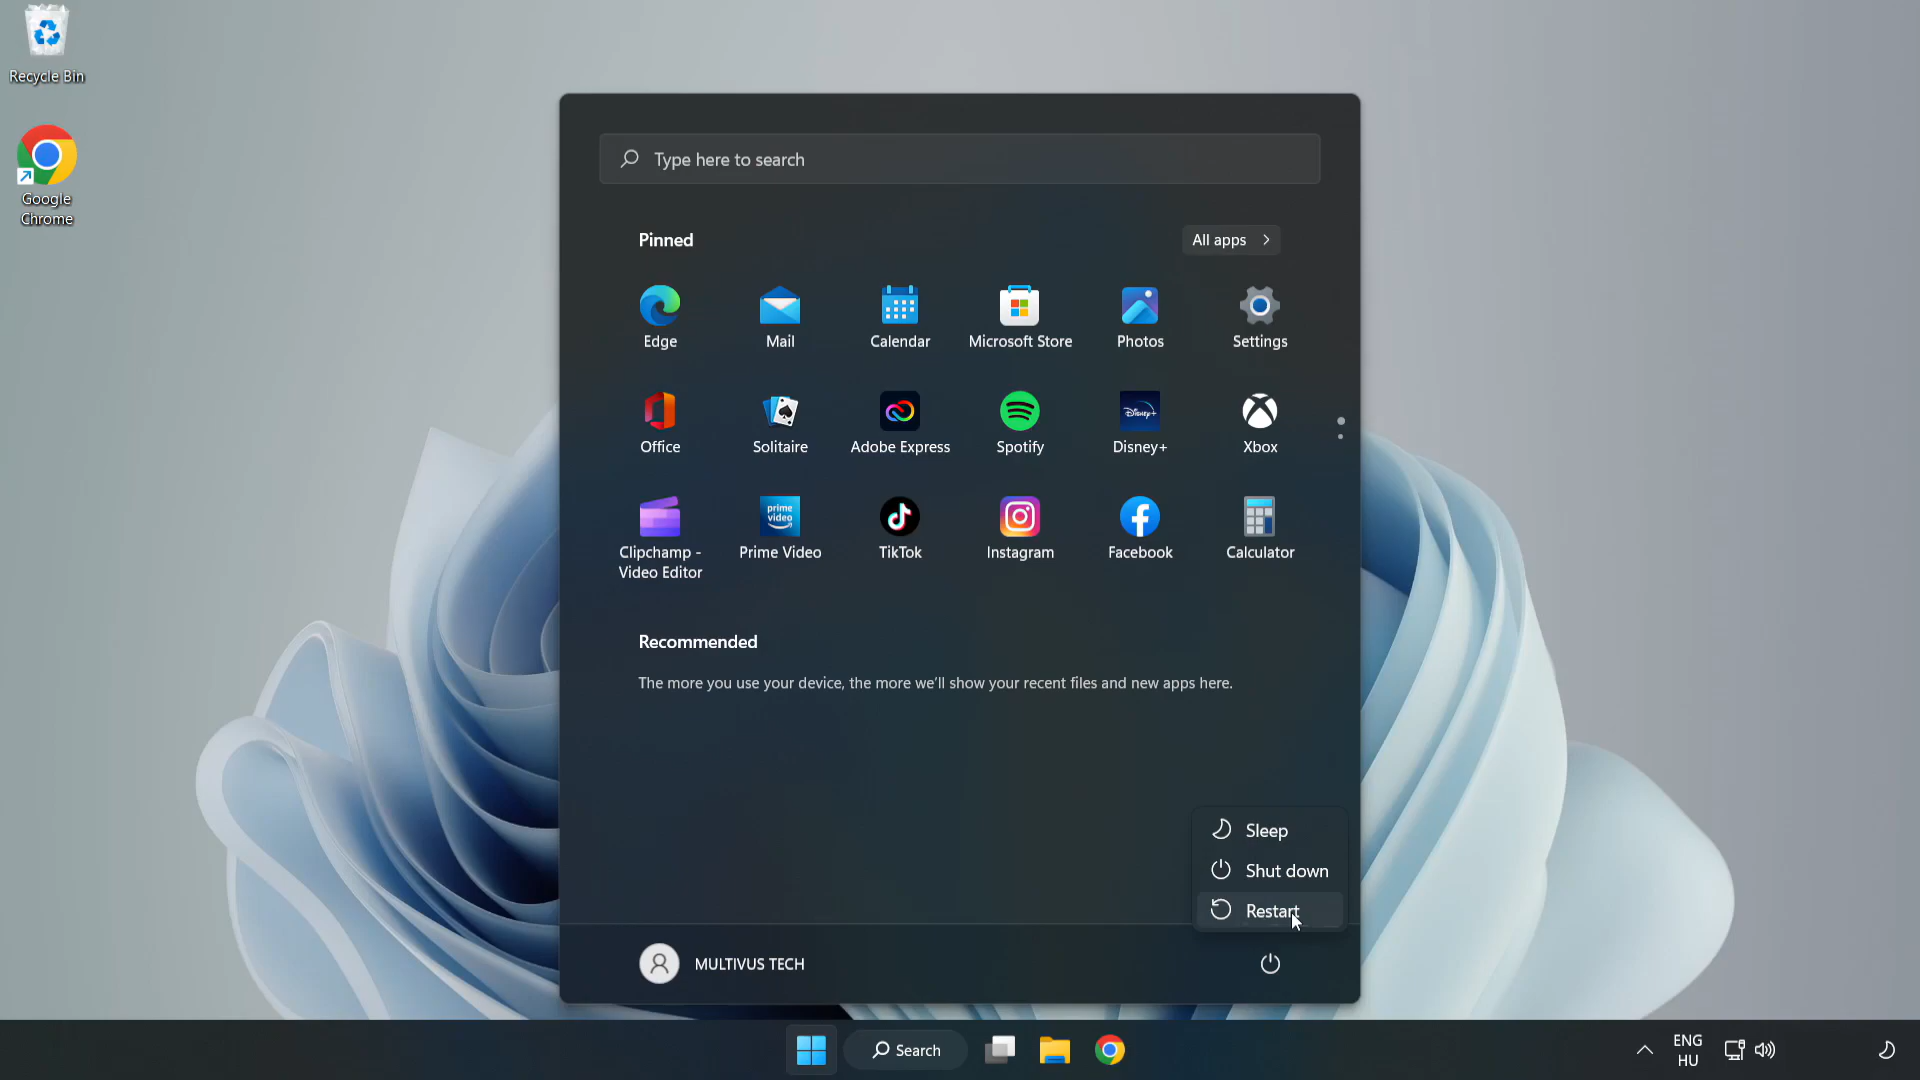 Recycle Bin
Google
Chrome
Type here to search
Pinned
All apps
Edge
Mail
Calendar
Microsoft Store
Photos
Settings
Office
Solitaire
Adobe Express
Spotify
Disney+
Disney+
Xbox
prime
video
Clipchamp -
Video Editor
Prime Video
TikTok
Instagram
Facebook
Calculator
Recommended
The more you use your device, the more we'll show your recent files and new apps here.
Sleep
Shut down
Restart
MULTIVUS TECH
Search
ENG
HU